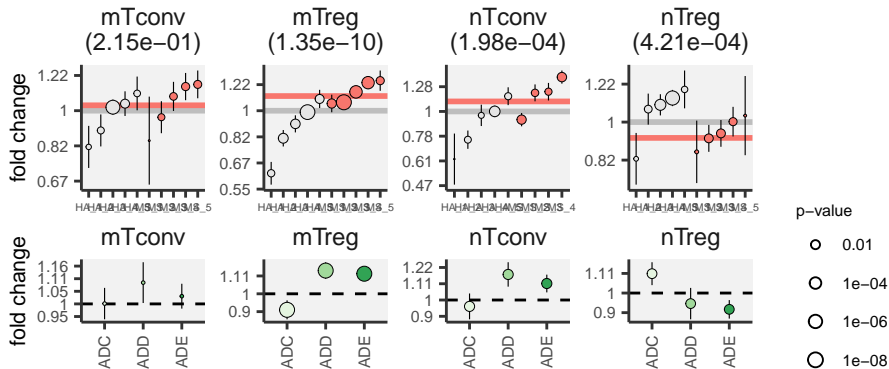 mTconv
(2.15e−01)
mTreg
(1.35e−10)
nTconv
(1.98e−04)
nTreg
(4.21e−04)
fold change
1.22
1
0.82
0.67
1.22
1
0.82
0.67
0.55
1.28
1
0.78
0.61
0.47
1.22
1
0.82
mTconv
mTreg
nTconv
nTreg
fold change
1.16
1.11
1.05
1
0.95
1.11
1
0.9
1.22
1.11
1
0.9
1.11
1
0.9
ADC
ADD
ADE
ADC
ADD
ADE
ADC
ADD
ADE
ADC
ADD
ADE
p−value
0.01
1e−04
1e−06
1e−08